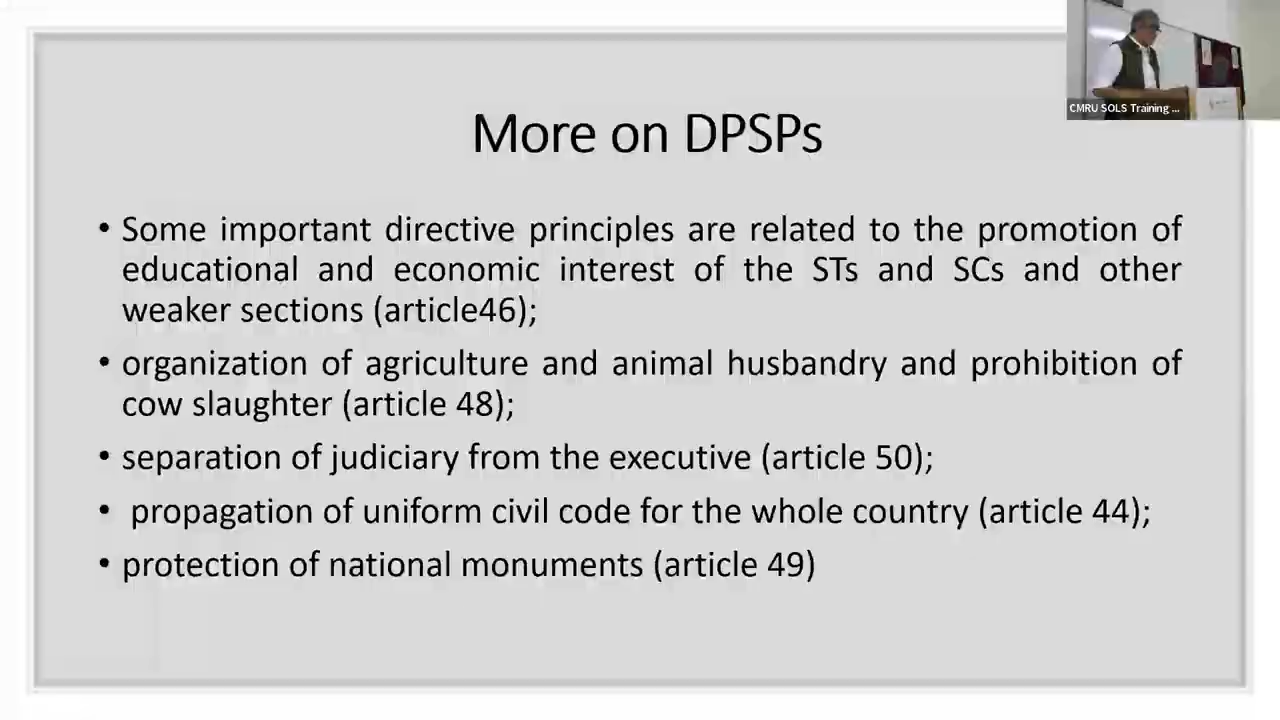 CMRU SOLS Training ...
More on DPSPs
• Some important directive principles are related to the promotion of
educational and economic interest of the STs and SCs and other
weaker sections (article46);
• organization of agriculture and animal husbandry and prohibition of
cow slaughter (article 48);
• separation of judiciary from the executive (article 50);
• propagation of uniform civil code for the whole country (article 44);
• protection of national monuments (article 49)